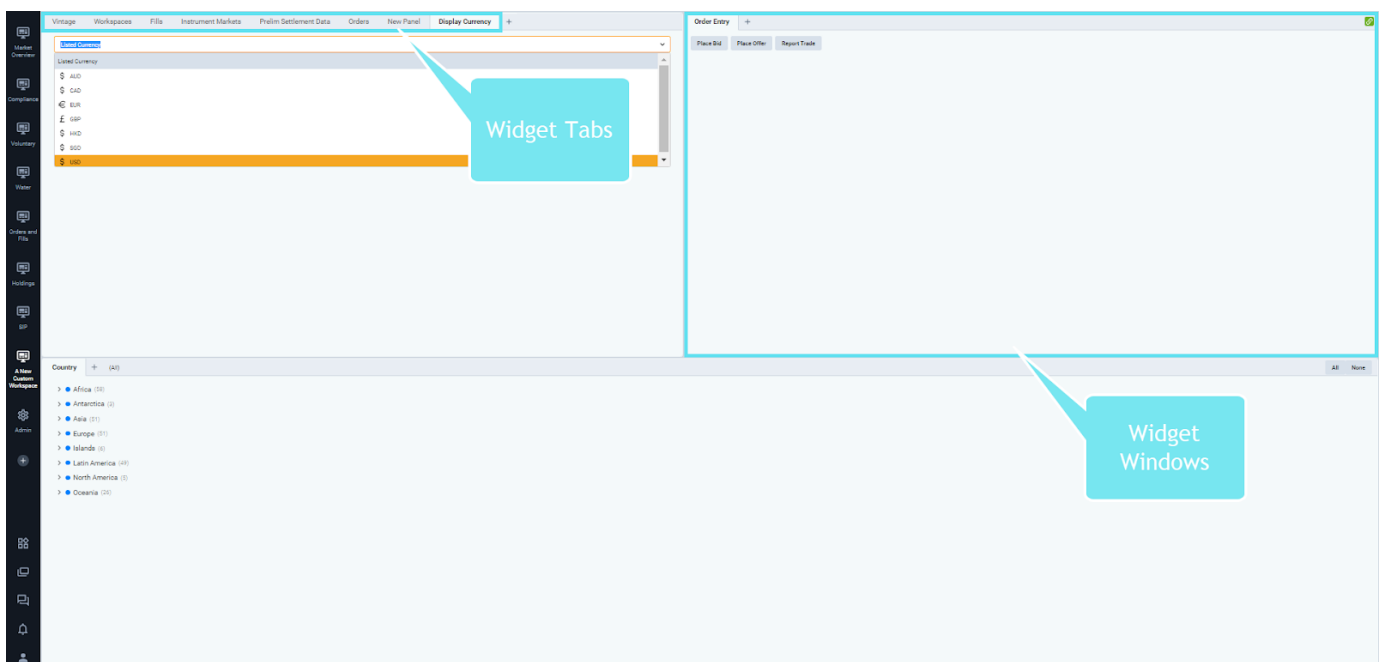 Market
Overview
Compliance
Voluntary
Water
Orders and
Fills
Holdings
SIP
A New
Custom
Workspace
Admin
Vintage Workspaces Fills Instrument Markets Prelim Settlement Data Orders New Panel Display Currency +
Listed Currency
Listed Currency
$ AUD
$ CAD
€ EUR
£ GBP
$ HKD
$ SGD
$ USD
Widget Tabs
Order Entry +
Place Bid Place Offer Report Trade
Widget
Windows
Country + (All) All None
Africa (58)
Antarctica (3)
Asia (21)
Europe (51)
Islands (6)
Latin America (49)
North America (3)
Oceania (26)